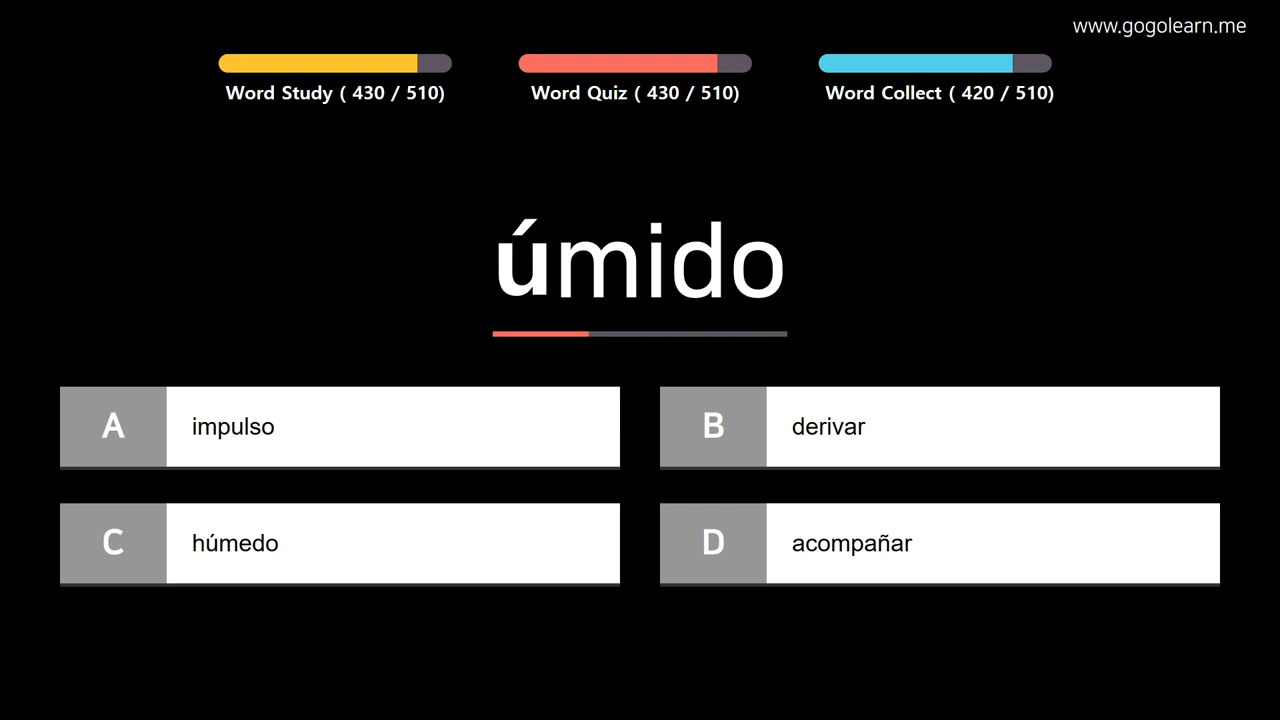 www.gogolearn.me
Word Study ( 430 / 510)
Word Quiz ( 430 / 510)
Word Collect ( 420 / 510)
úmido
A impulso
B derivar
C húmedo
D acompañar